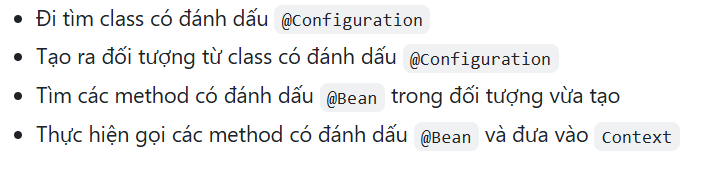 • Đi tìm class có đánh dấu @Configuration
• Tạo ra đối tượng từ class có đánh dấu @Configuration
• Tìm các method có đánh dấu @Bean trong đối tượng vừa tạo
• Thực hiện gọi các method có đánh dấu @Bean và đưa vào Context